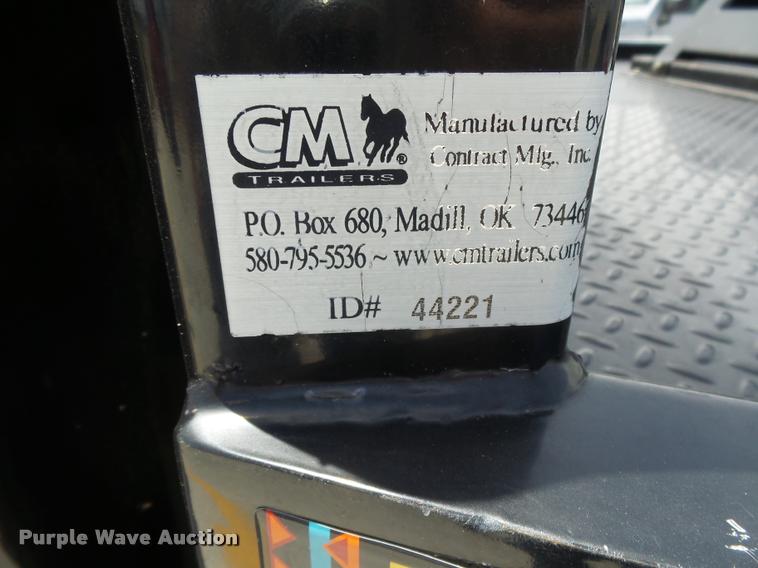 CM ®
TRAILERS
Manufactured by
Contract Mfg., Inc.
P.O. Box 680, Madill, OK 73446
580-795-5536 ~ www.cmtrailers.com
ID# 44221
Purple Wave Auction